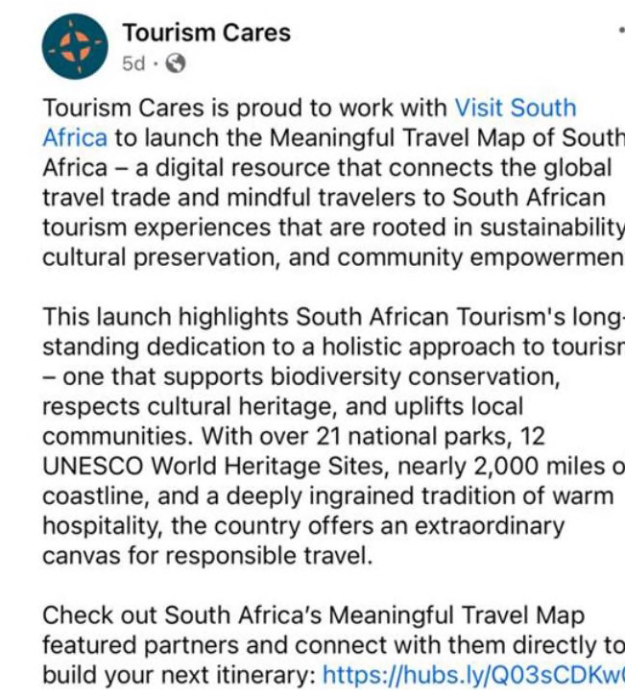 Tourism Cares
5d ·
Tourism Cares is proud to work with Visit South
Africa to launch the Meaningful Travel Map of South
Africa – a digital resource that connects the global
travel trade and mindful travelers to South African
tourism experiences that are rooted in sustainability
cultural preservation, and community empowermen
This launch highlights South African Tourism's long-
standing dedication to a holistic approach to tourism
– one that supports biodiversity conservation,
respects cultural heritage, and uplifts local
communities. With over 21 national parks, 12
UNESCO World Heritage Sites, nearly 2,000 miles o
coastline, and a deeply ingrained tradition of warm
hospitality, the country offers an extraordinary
canvas for responsible travel.
Check out South Africa’s Meaningful Travel Map
featured partners and connect with them directly to
build your next itinerary: https://hubs.ly/Q03sCDKw